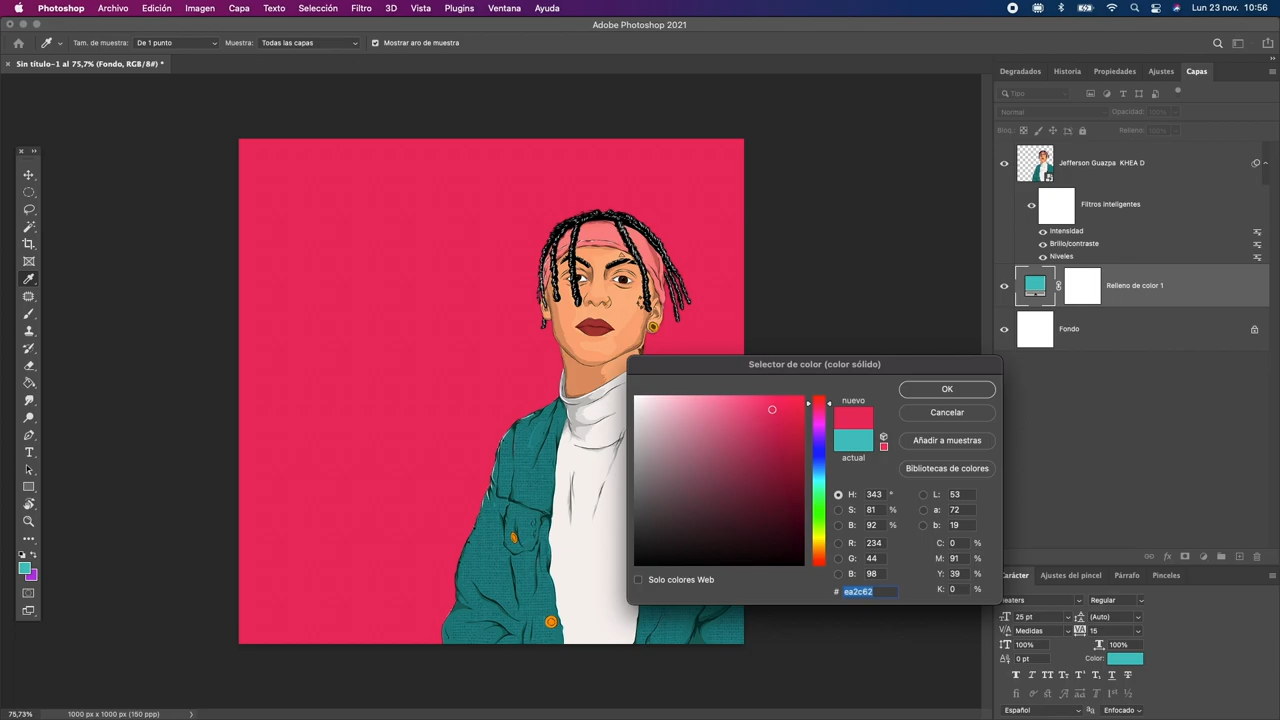 Photoshop Archivo Edición Imagen Capa Texto Selección Filtro 3D Vista Plugins Ventana Ayuda Lun 23 nov. 10:56
Adobe Photoshop 2021
Tam. de muestra: De 1 punto Muestra: Todas las capas Mostrar aro de muestra
Sin título-1 al 75,7% (Fondo, RGB/8#) *
Degradados Historia Propiedades Ajustes Capas
Tipo
Normal Opacidad: 100%
Bloq.: Relleno: 100%
Jefferson Guazpa KHEA D
Filtros inteligentes
Intensidad
Brillo/contraste
Niveles
Relleno de color 1
Fondo
Selector de color (color sólido)
OK
nuevo
Cancelar
Añadir a muestras
actual
Bibliotecas de colores
H: 343 ° L: 53
S: 81 % a: 72
B: 92 % b: 19
R: 234 C: 0 %
G: 44 M: 91 %
B: 98 Y: 39 %
Solo colores Web
# ea2c62 K: 0 %
Carácter Ajustes del pincel Párrafo Pinceles
Regular
25 pt (Auto)
Medidas 15
100% 100%
0 pt Color:
Español Enfocado
75,73% 1000 px x 1000 px (150 ppp)